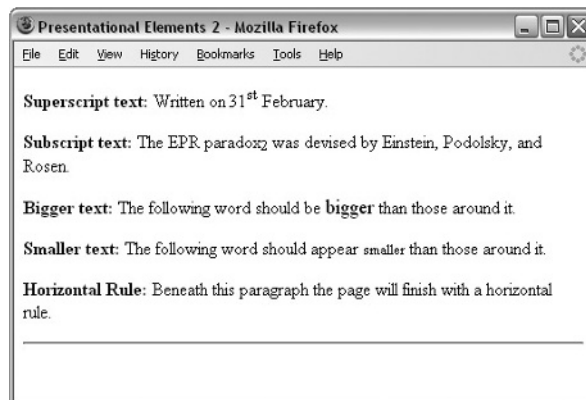 Presentational Elements 2 - Mozilla Firefox
File Edit View History Bookmarks Tools Help
Superscript text: Written on 31st February.
Subscript text: The EPR paradox2 was devised by Einstein, Podolsky, and
Rosen.
Bigger text: The following word should be bigger than those around it.
Smaller text: The following word should appear smaller than those around it.
Horizontal Rule: Beneath this paragraph the page will finish with a horizontal
rule.